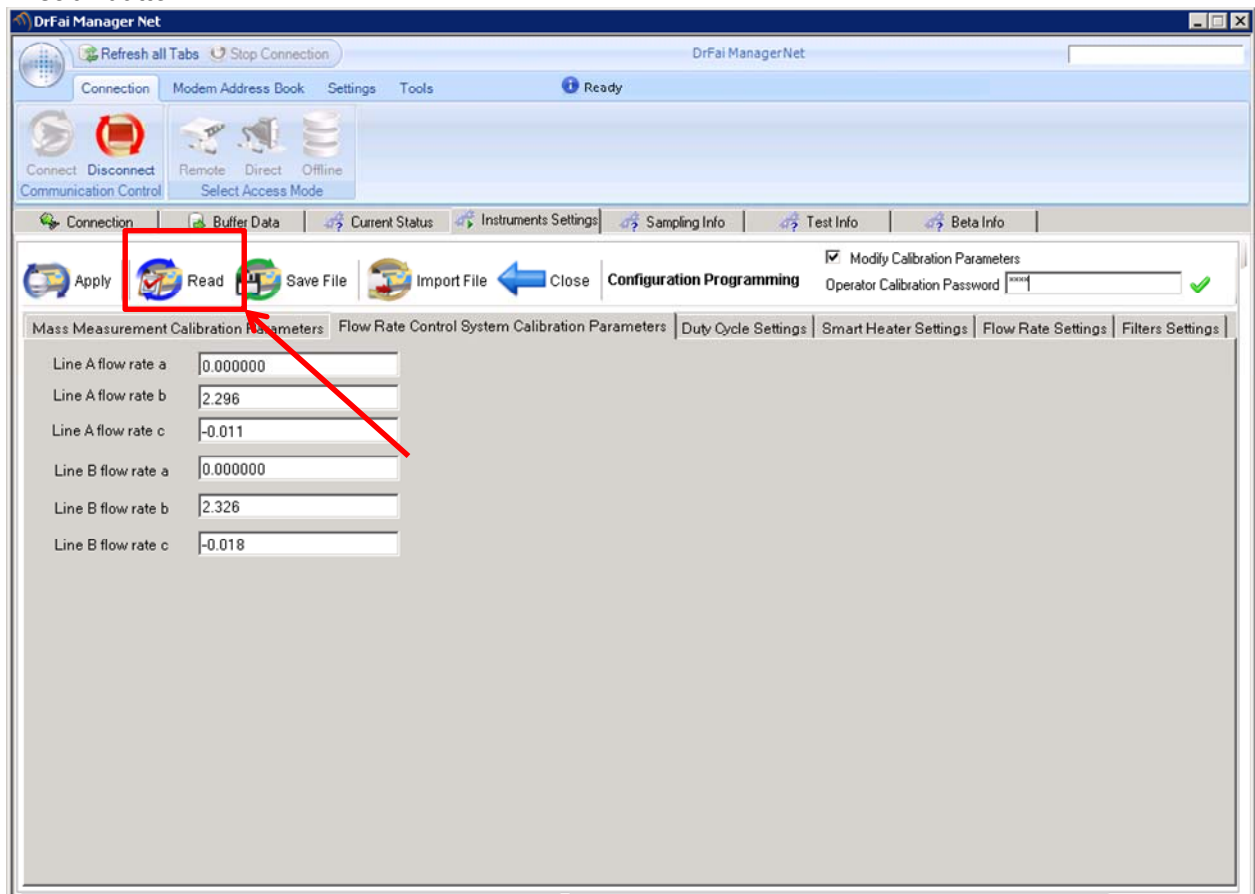 DrFai Manager Net
Refresh all Tabs Stop Connection DrFai ManagerNet
Connection Modem Address Book Settings Tools Ready
Connect Disconnect Remote Direct Offline
Communication Control Select Access Mode
Connection Buffer Data Current Status Instruments Settings Sampling Info Test Info Beta Info
Modify Calibration Parameters
Apply Read Save File Import File Close Configuration Programming
Operator Calibration Password ****
Mass Measurement Calibration Parameters Flow Rate Control System Calibration Parameters Duty Cycle Settings Smart Heater Settings Flow Rate Settings Filters Settings
Line A flow rate a 0.000000
Line A flow rate b 2.296
Line A flow rate c -0.011
Line B flow rate a 0.000000
Line B flow rate b 2.326
Line B flow rate c -0.018